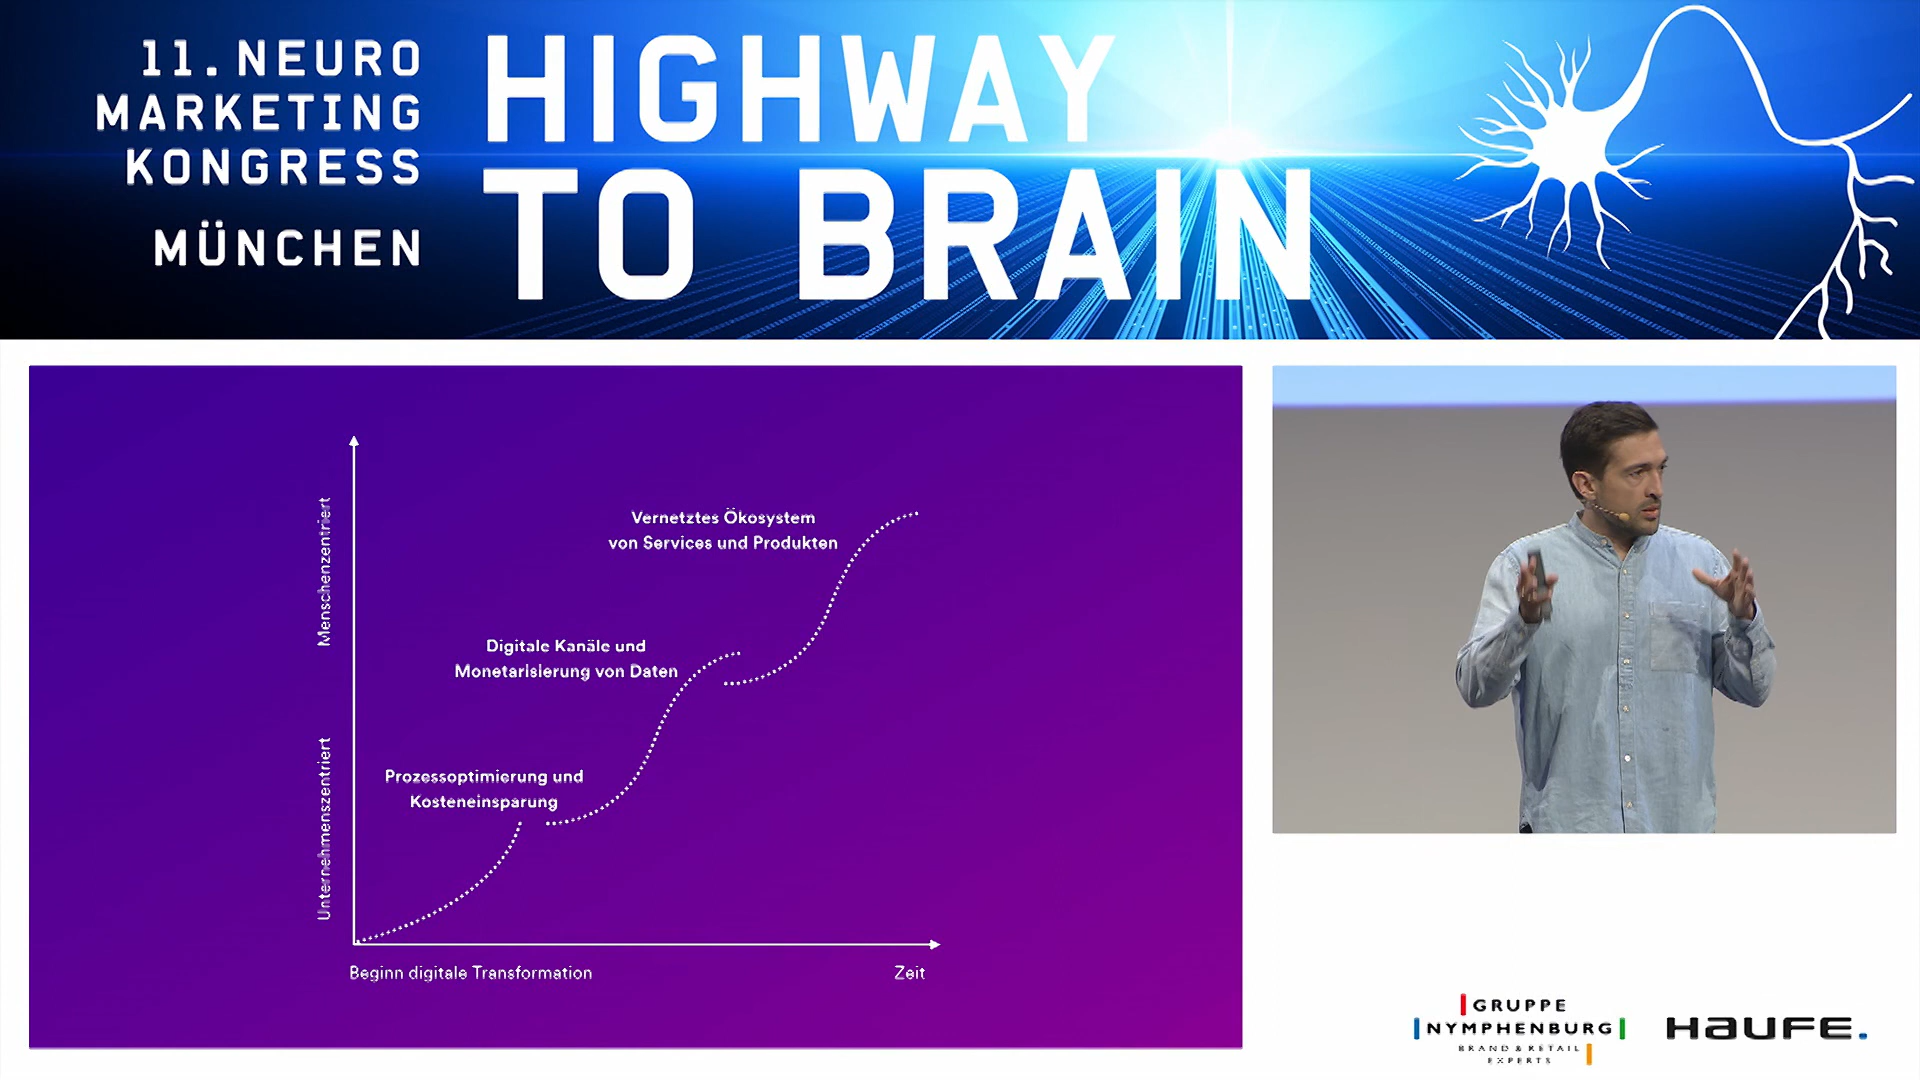 11. NEURO
MARKETING
KONGRESS
MÜNCHEN
HIGHWAY
TO BRAIN
Menschenzentriert
Unternehmenszentriert
Vernetztes Ökosystem
von Services und Produkten
Digitale Kanäle und
Monetarisierung von Daten
Prozessoptimierung und
Kosteneinsparung
Beginn digitale Transformation
Zeit
GRUPPE
NYMPHENBURG
BRAND & RETAIL
EXPERTS
HAUFE.